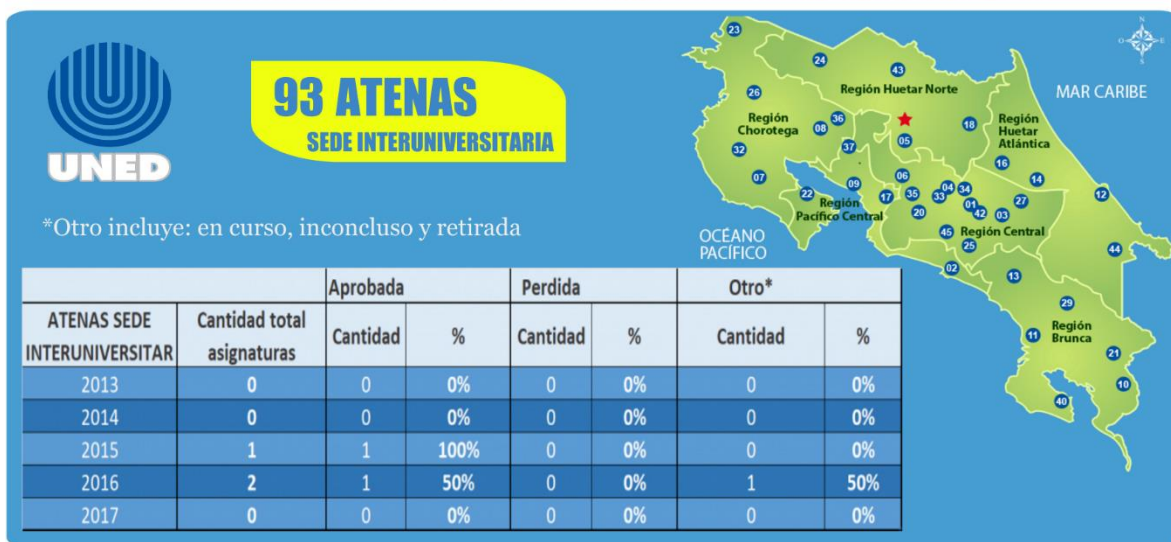 UNED
93 ATENAS
SEDE INTERUNIVERSITARIA
*Otro incluye: en curso, inconcluso y retirada
Aprobada Perdida Otro*
ATENAS SEDE INTERUNIVERSITAR Cantidad total asignaturas Cantidad % Cantidad % Cantidad %
2013 0 0 0% 0 0% 0 0%
2014 0 0 0% 0 0% 0 0%
2015 1 1 100% 0 0% 0 0%
2016 2 1 50% 0 0% 1 50%
2017 0 0 0% 0 0% 0 0%
N
O E
S
MAR CARIBE
OCÉANO
PACÍFICO
23
24
43
Región Huetar Norte
26
Región
Chorotega
36
08
18
Región
Huetar
Atlántica
05
32
37
16
07
06
14
22
09
17
35
33
04
34
12
Región
Pacífico Central
20
01
42
03
27
Región Central
45
25
44
02
13
29
11
Región
Brunca
21
10
40